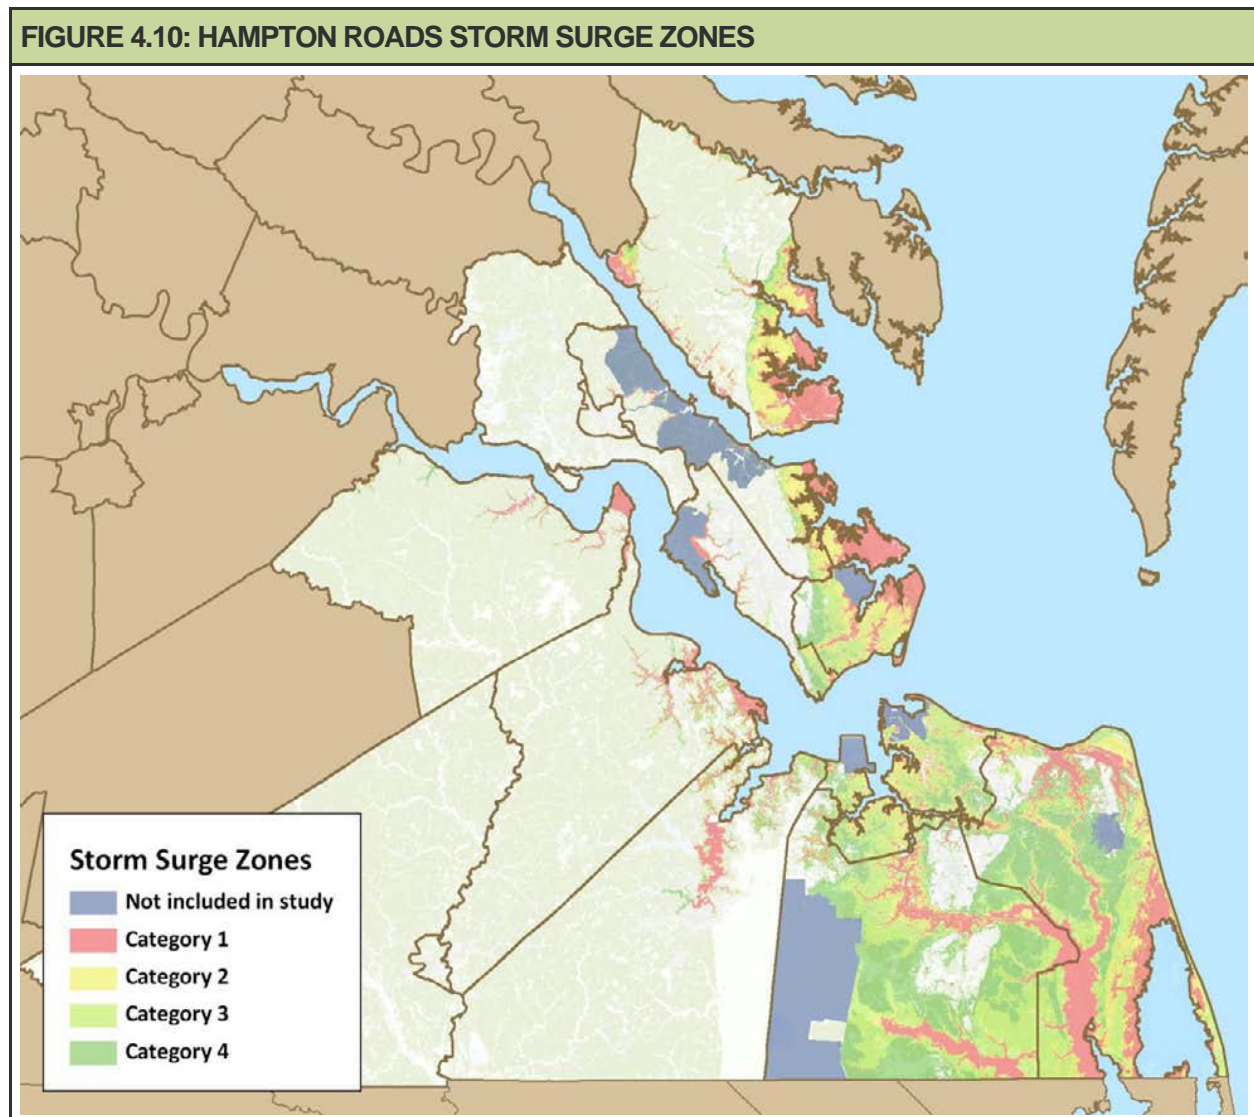 FIGURE 4.10: HAMPTON ROADS STORM SURGE ZONES
Storm Surge Zones
Not included in study
Category 1
Category 2
Category 3
Category 4